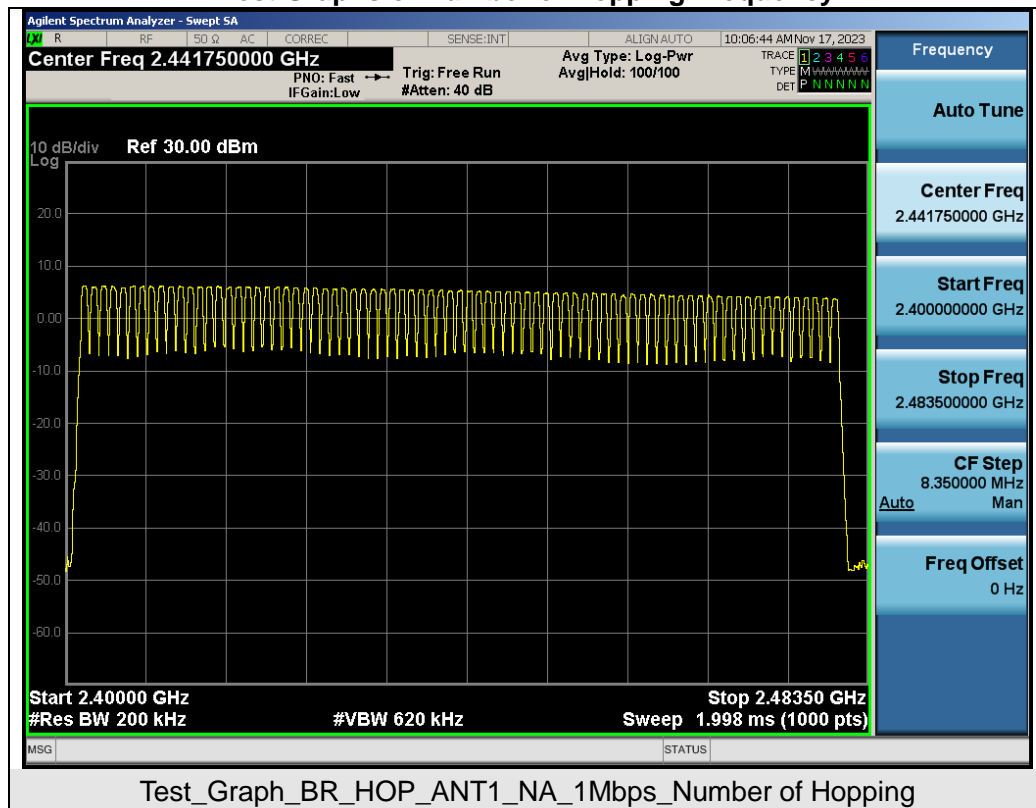 Agilent Spectrum Analyzer - Swept SA
LXI R RF 50 Ω AC CORREC SENSE:INT ALIGN AUTO 10:06:44 AM Nov 17, 2023
Center Freq 2.441750000 GHz
PNO: Fast
IFGain:Low
Trig: Free Run
#Atten: 40 dB
Avg Type: Log-Pwr
Avg|Hold: 100/100
TRACE 1 2 3 4 5 6
TYPE M
DET P N N N N N
10 dB/div Ref 30.00 dBm
Log
20.0
10.0
0.00
-10.0
-20.0
-30.0
-40.0
-50.0
-60.0
Start 2.40000 GHz Stop 2.48350 GHz
#Res BW 200 kHz #VBW 620 kHz Sweep 1.998 ms (1000 pts)
MSG STATUS
Frequency
Auto Tune
Center Freq
2.441750000 GHz
Start Freq
2.400000000 GHz
Stop Freq
2.483500000 GHz
CF Step
8.350000 MHz
Auto Man
Freq Offset
0 Hz
Test_Graph_BR_HOP_ANT1_NA_1Mbps_Number of Hopping